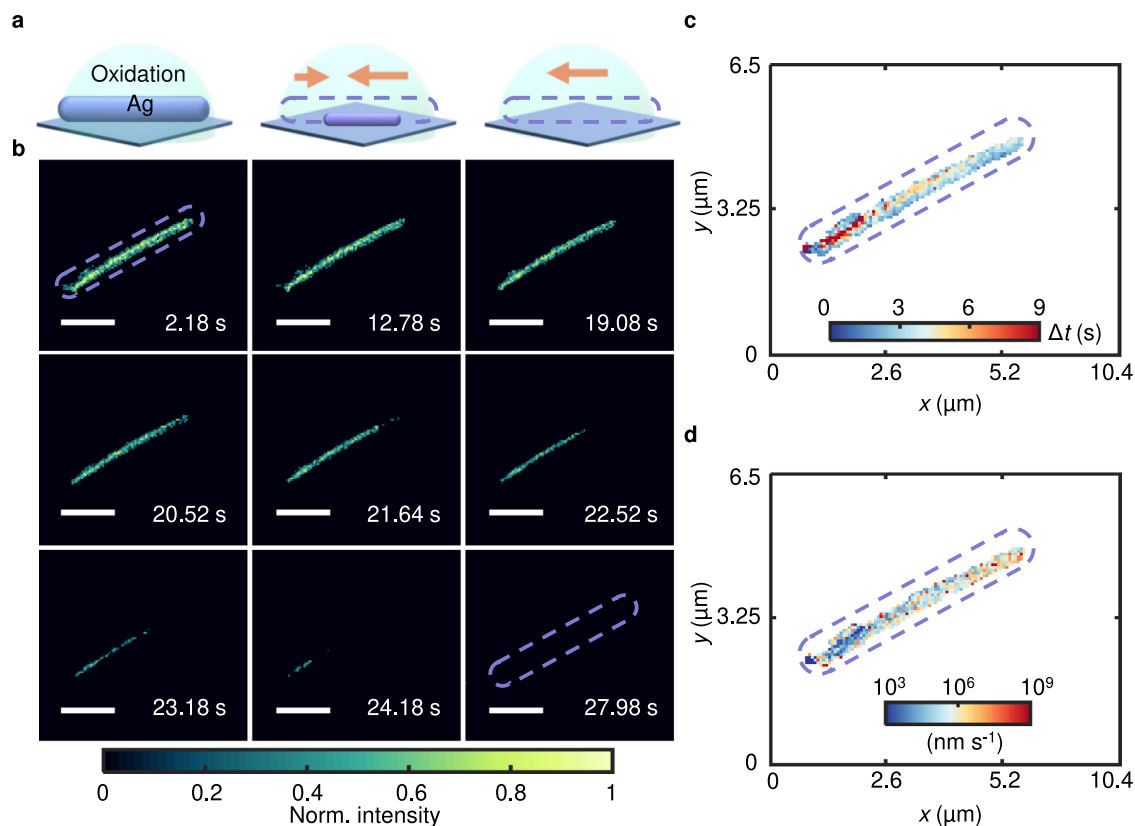 a
Oxidation
Ag
b
2.18 s
12.78 s
19.08 s
20.52 s
21.64 s
22.52 s
23.18 s
24.18 s
27.98 s
0 0.2 0.4 0.6 0.8 1
Norm. intensity
c
6.5
3.25
0
y (μm)
0 3 6 9
Δt (s)
0 2.6 5.2 10.4
x (μm)
d
6.5
3.25
0
y (μm)
10³ 10⁶ 10⁹
(nm s⁻¹)
0 2.6 5.2 10.4
x (μm)